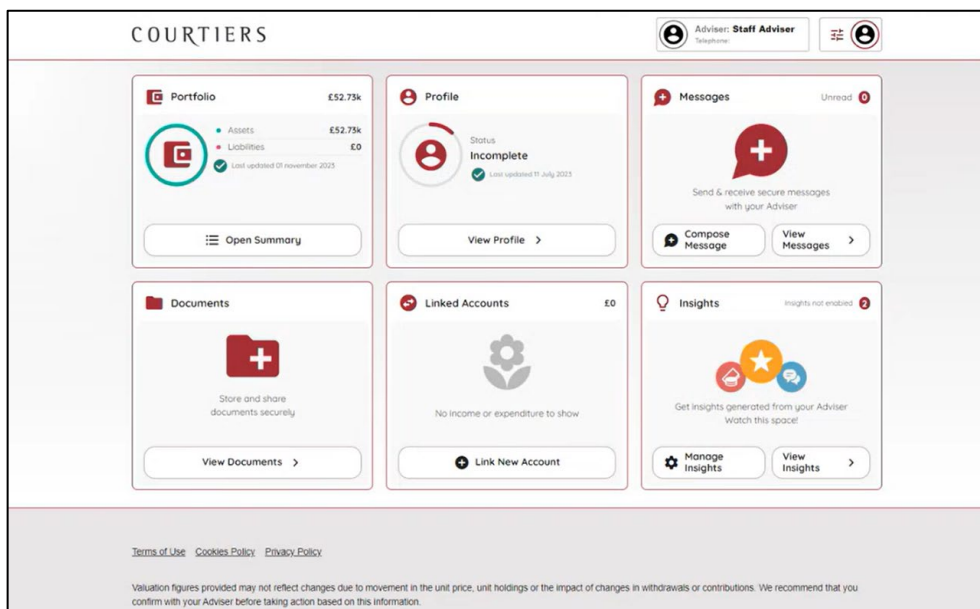 COURTIERS
Adviser: Staff Adviser
Telephone:
Portfolio £52.73k
Assets £52.73k
Liabilities £0
Last updated 01 november 2023
Open Summary
Profile
Status
Incomplete
Last updated 11 July 2023
View Profile
Messages Unread 0
Send & receive secure messages
with your Adviser
Compose
Message
View
Messages
Documents
Store and share
documents securely
View Documents
Linked Accounts £0
No income or expenditure to show
Link New Account
Insights Insights not enabled 2
Get insights generated from your Adviser
Watch this space!
Manage
Insights
View
Insights
Terms of Use Cookies Policy Privacy Policy
Valuation figures provided may not reflect changes due to movement in the unit price, unit holdings or the impact of changes in withdrawals or contributions. We recommend that you
confirm with your Adviser before taking action based on this information.